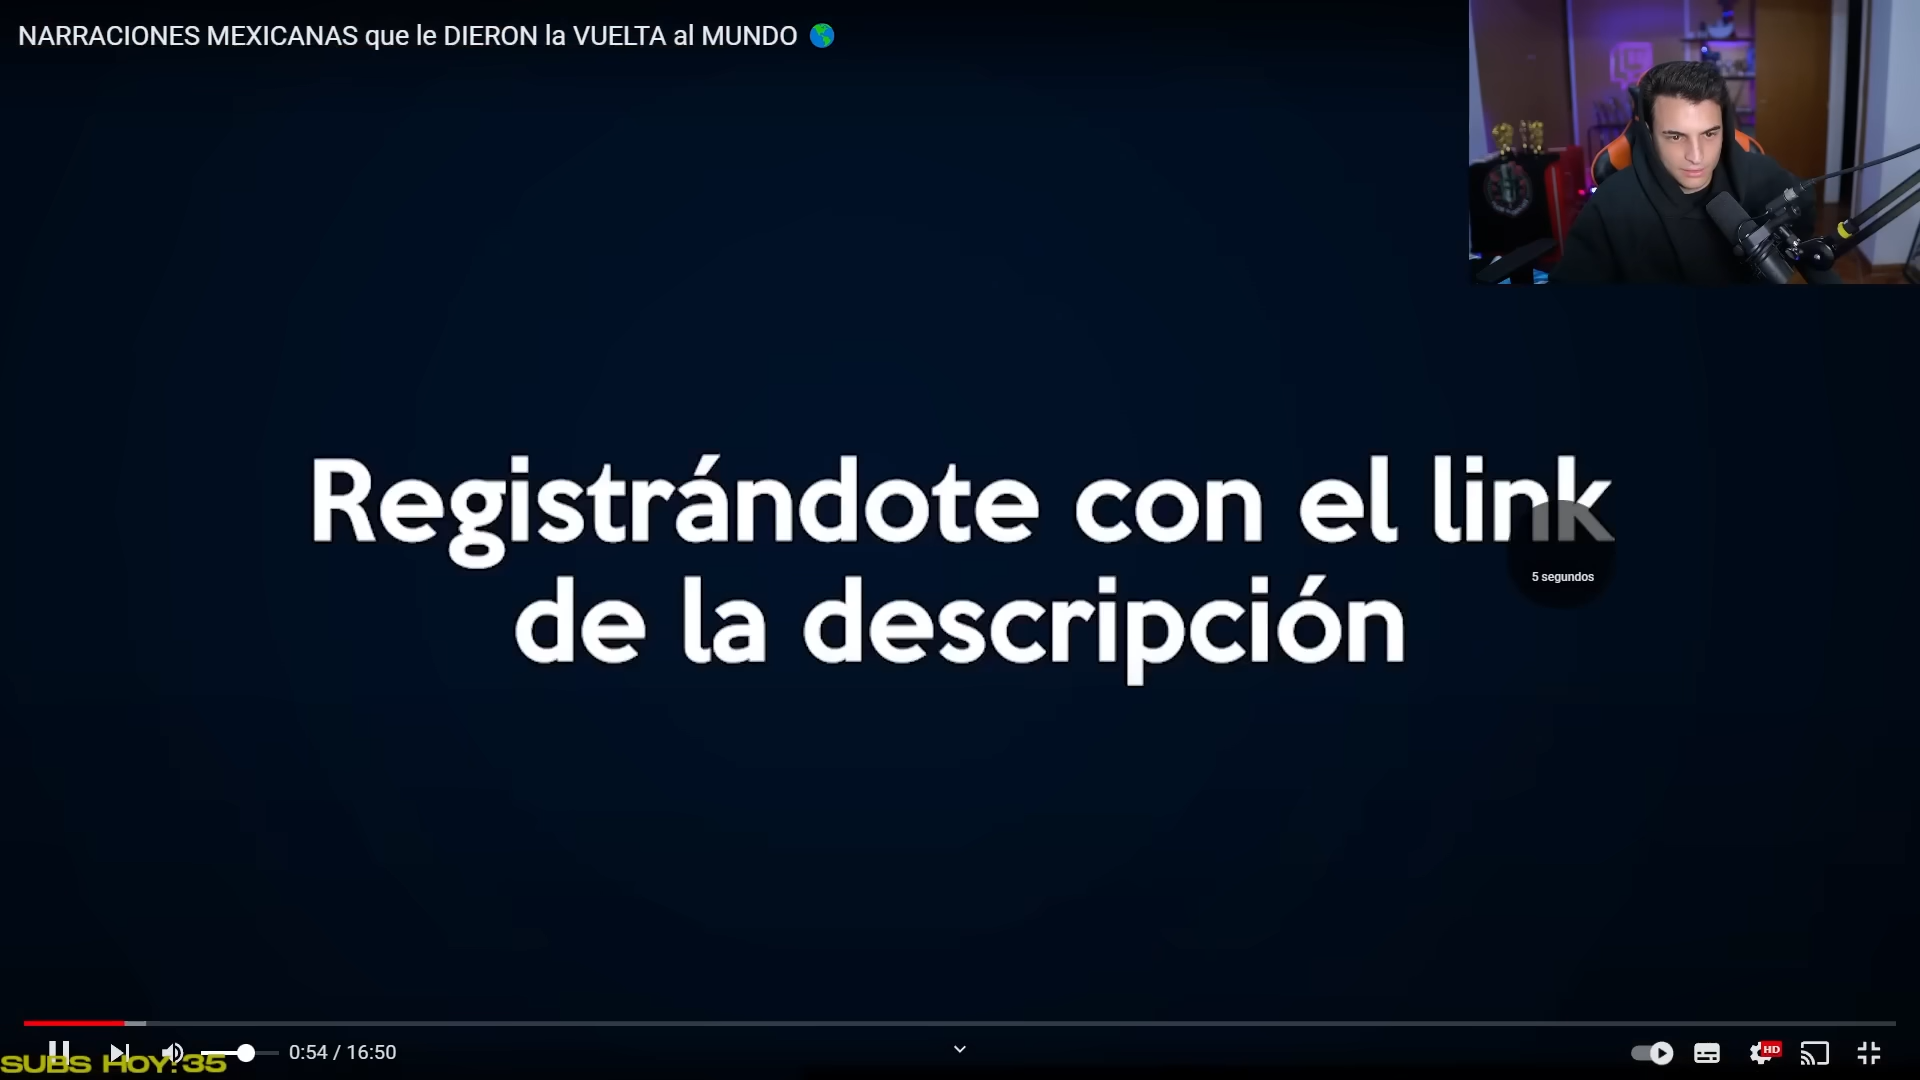 NARRACIONES MEXICANAS que le DIERON la VUELTA al MUNDO
Registrándote con el link
de la descripción
5 segundos
0:54 / 16:50
HD
SUBS HOY: 35